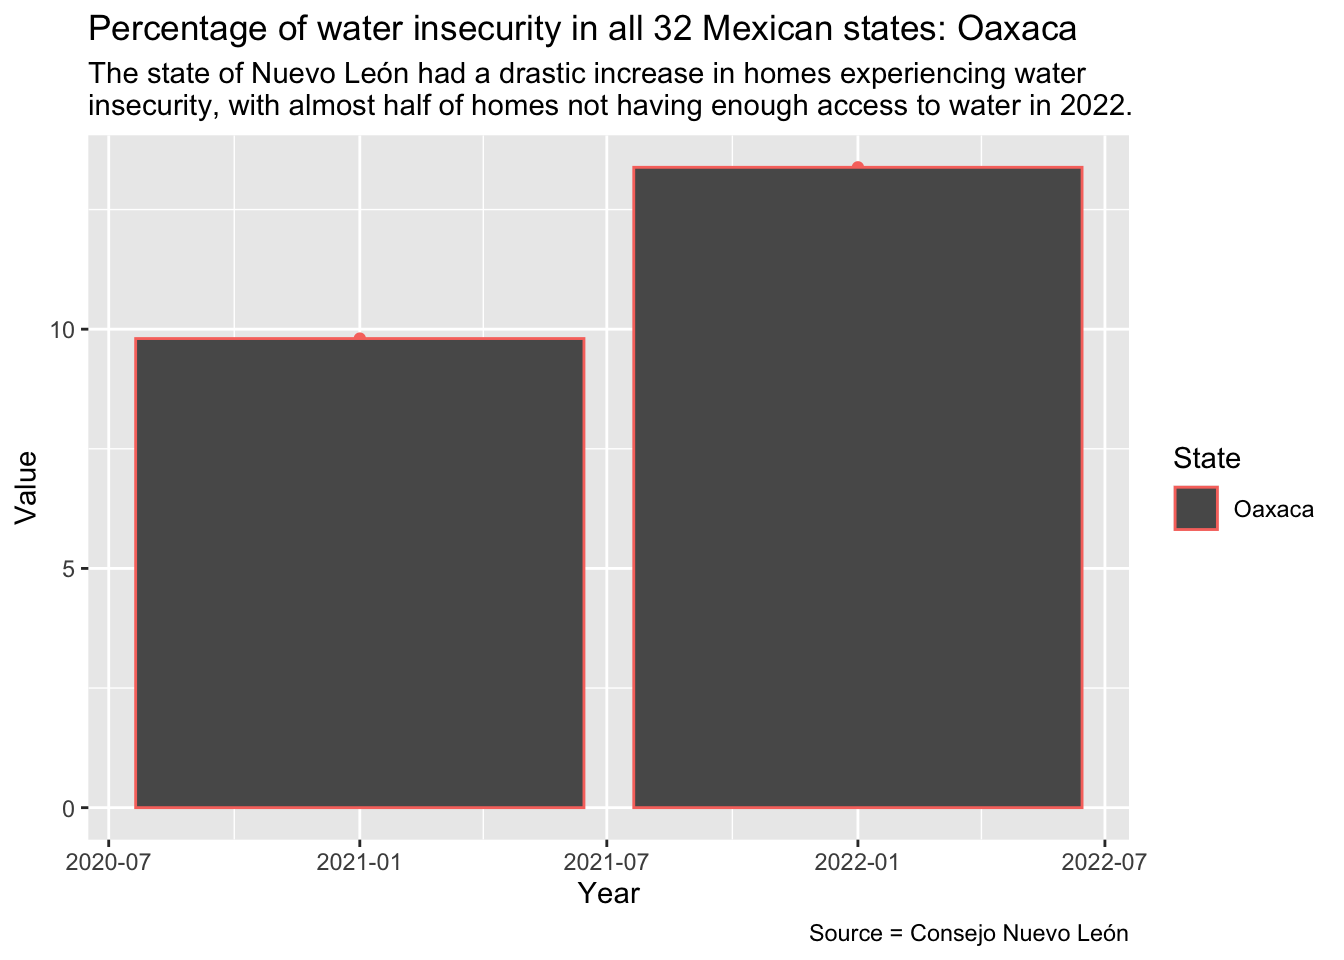 Percentage of water insecurity in all 32 Mexican states: Oaxaca
The state of Nuevo León had a drastic increase in homes experiencing water
insecurity, with almost half of homes not having enough access to water in 2022.
10
5
0
Value
State
Oaxaca
2020-07
2021-01
2021-07
2022-01
2022-07
Year
Source = Consejo Nuevo León